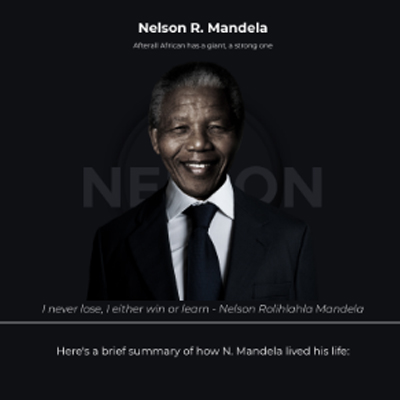 Nelson R. Mandela
Afterall African has a giant, a strong one
NELSON
I never lose, I either win or learn - Nelson Rolihlahla Mandela
Here's a brief summary of how N. Mandela lived his life: